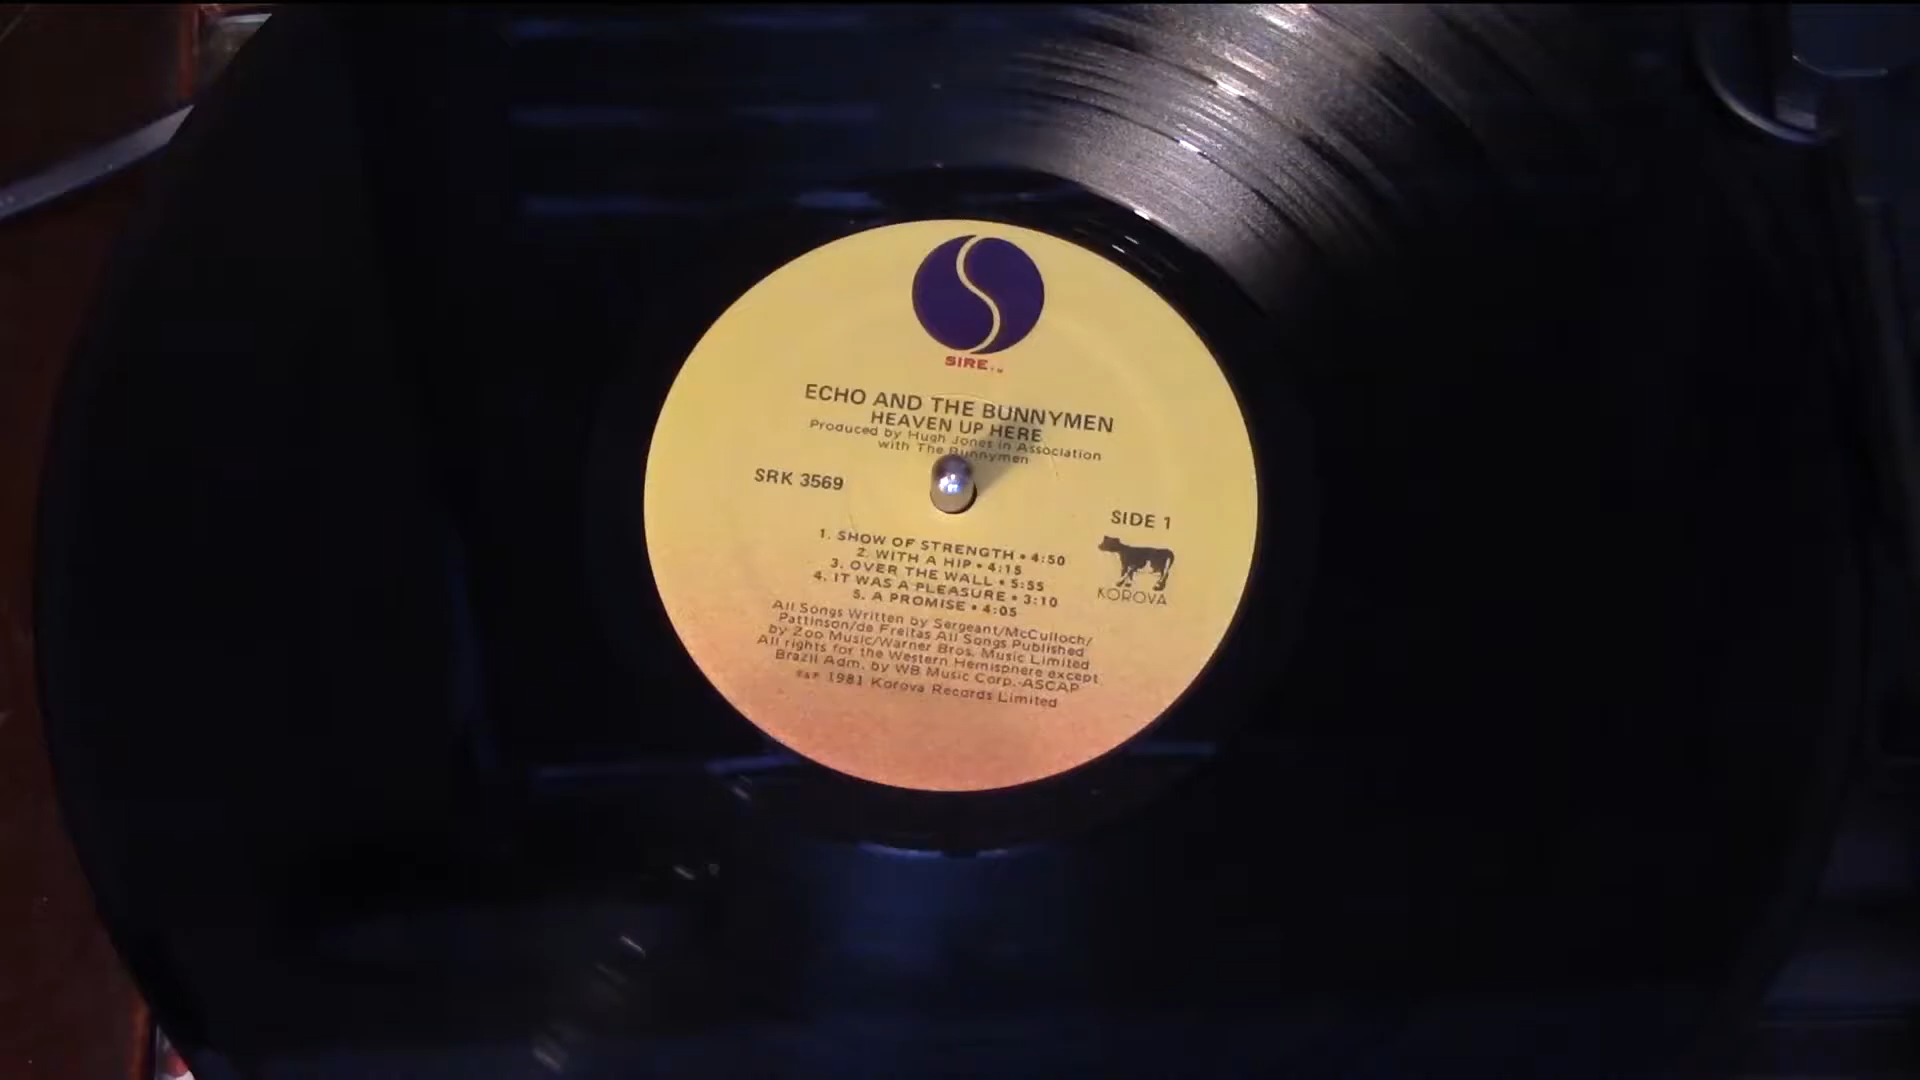 SIRE
ECHO AND THE BUNNYMEN
HEAVEN UP HERE
Produced by Hugh Jones in Association
with The Bunnymen
SRK 3569
SIDE 1
1. SHOW OF STRENGTH • 4:50
2. WITH A HIP • 4:15
3. OVER THE WALL • 5:55
4. IT WAS A PLEASURE • 3:10
5. A PROMISE • 4:05
KOROVA
All Songs Written by Sergeant/McCulloch/
Pattinson/de Freitas All Songs Published
by Zoo Music/Warner Bros. Music Limited
All rights for the Western Hemisphere except
Brazil Adm. by WB Music Corp.-ASCAP
1981 Korova Records Limited